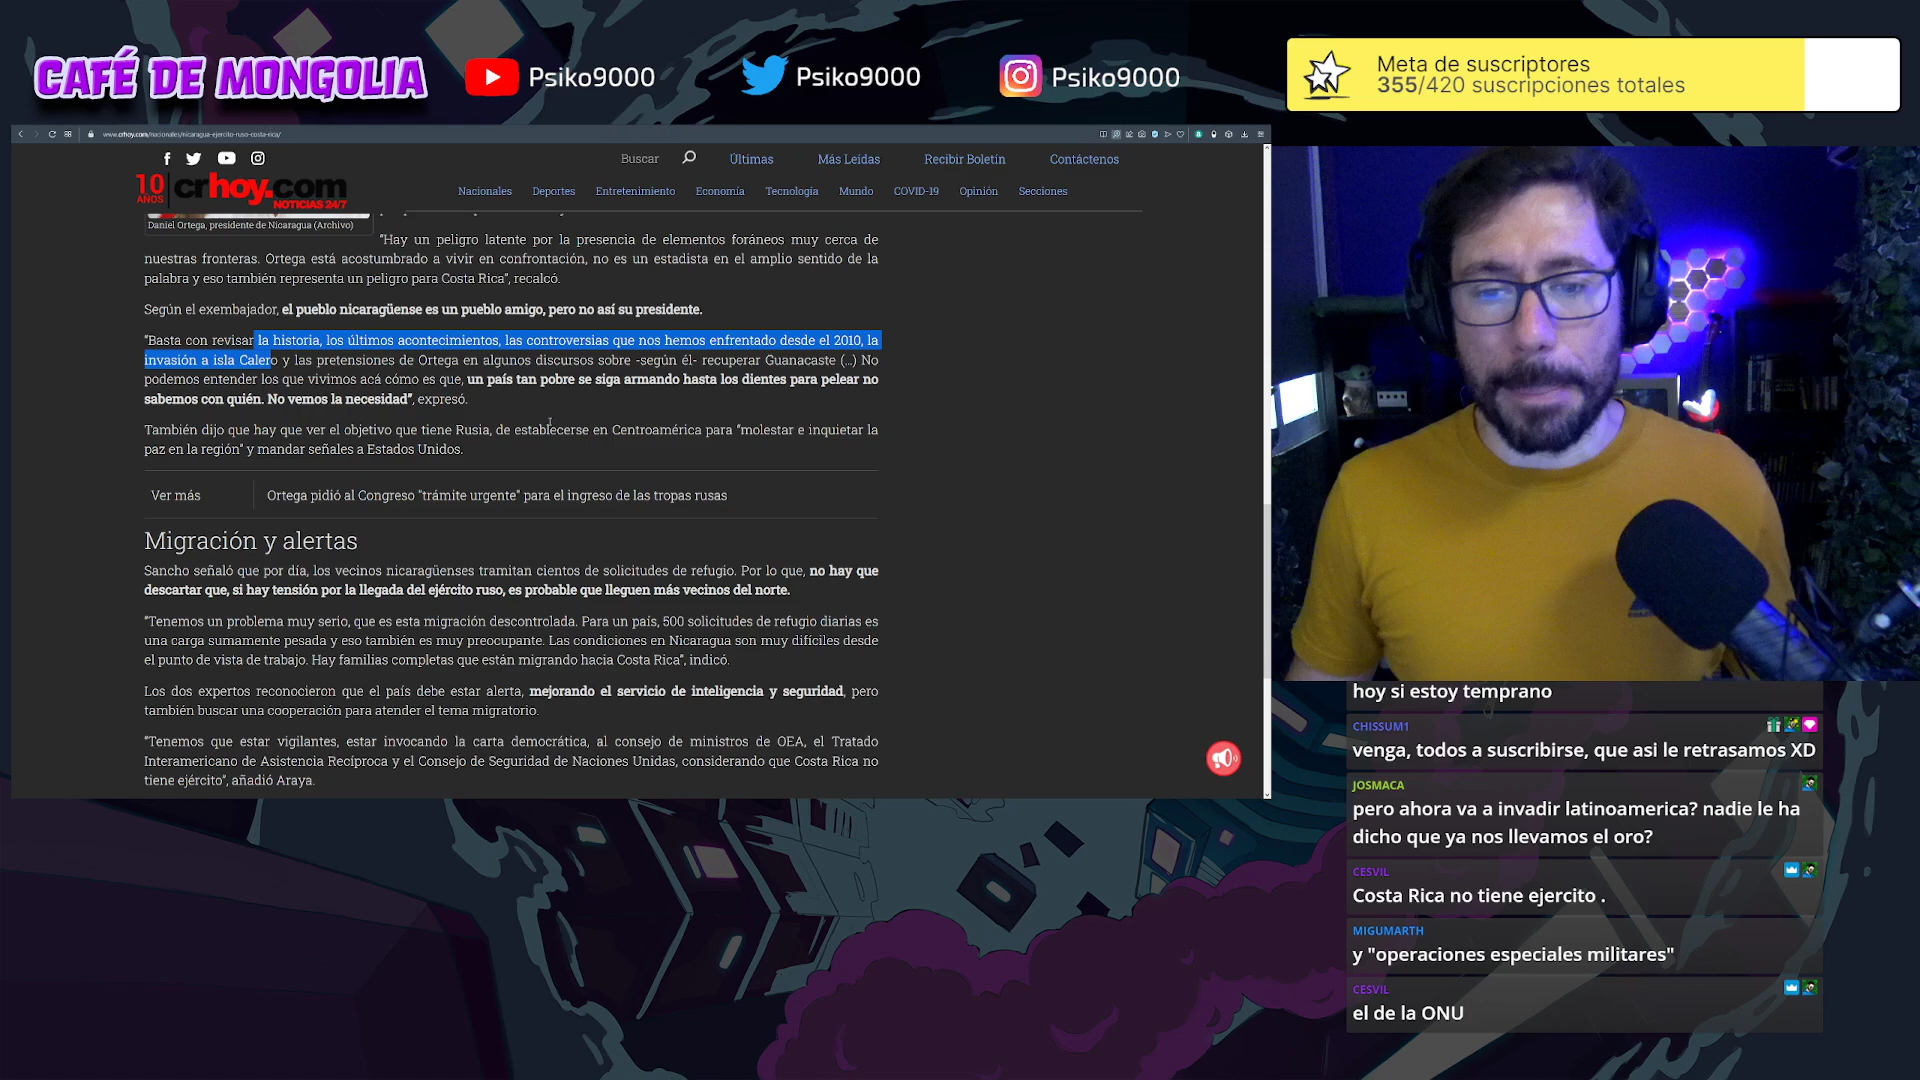 CAFÉ DE MONGOLIA
Psiko9000
Psiko9000
Psiko9000
Meta de suscriptores
355/420 suscripciones totales
www.crhoy.com/nacionales/nicaragua-ejercito-ruso-costa-rica/
Buscar
Últimas
Más Leídas
Recibir Boletín
Contáctenos
10 AÑOS
crhoy.com
NOTICIAS 24/7
Nacionales
Deportes
Entretenimiento
Economía
Tecnología
Mundo
COVID-19
Opinión
Secciones
Daniel Ortega, presidente de Nicaragua (Archivo)
“Hay un peligro latente por la presencia de elementos foráneos muy cerca de
nuestras fronteras. Ortega está acostumbrado a vivir en confrontación, no es un estadista en el amplio sentido de la
palabra y eso también representa un peligro para Costa Rica”, recalcó.
Según el exembajador, el pueblo nicaragüense es un pueblo amigo, pero no así su presidente.
“Basta con revisar la historia, los últimos acontecimientos, las controversias que nos hemos enfrentado desde el 2010, la
invasión a isla Calero y las pretensiones de Ortega en algunos discursos sobre -según él- recuperar Guanacaste (...) No
podemos entender los que vivimos acá cómo es que, un país tan pobre se siga armando hasta los dientes para pelear no
sabemos con quién. No vemos la necesidad”, expresó.
También dijo que hay que ver el objetivo que tiene Rusia, de establecerse en Centroamérica para “molestar e inquietar la
paz en la región” y mandar señales a Estados Unidos.
Ver más
Ortega pidió al Congreso "trámite urgente" para el ingreso de las tropas rusas
Migración y alertas
Sancho señaló que por día, los vecinos nicaragüenses tramitan cientos de solicitudes de refugio. Por lo que, no hay que
descartar que, si hay tensión por la llegada del ejército ruso, es probable que lleguen más vecinos del norte.
“Tenemos un problema muy serio, que es esta migración descontrolada. Para un país, 500 solicitudes de refugio diarias es
una carga sumamente pesada y eso también es muy preocupante. Las condiciones en Nicaragua son muy difíciles desde
el punto de vista de trabajo. Hay familias completas que están migrando hacia Costa Rica”, indicó.
Los dos expertos reconocieron que el país debe estar alerta, mejorando el servicio de inteligencia y seguridad, pero
también buscar una cooperación para atender el tema migratorio.
“Tenemos que estar vigilantes, estar invocando la carta democrática, al consejo de ministros de OEA, el Tratado
Interamericano de Asistencia Recíproca y el Consejo de Seguridad de Naciones Unidas, considerando que Costa Rica no
tiene ejército”, añadió Araya.
hoy si estoy temprano
CHISSUM1
venga, todos a suscribirse, que asi le retrasamos XD
JOSMACA
pero ahora va a invadir latinoamerica? nadie le ha
dicho que ya nos llevamos el oro?
CESVIL
Costa Rica no tiene ejercito .
MIGUMARTH
y "operaciones especiales militares"
CESVIL
el de la ONU